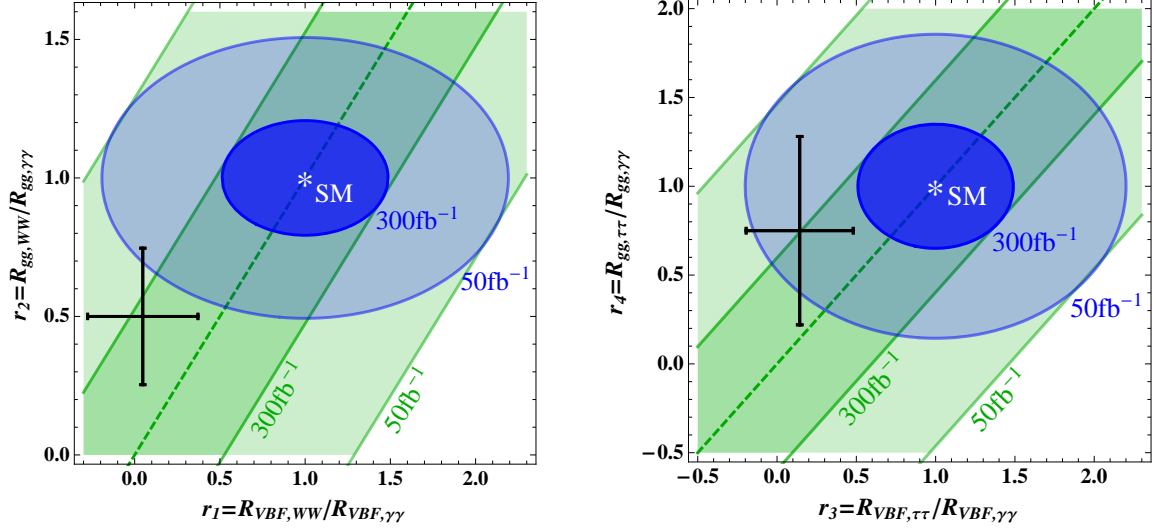 1.5
1.0
0.5
0.0
0.0
0.5
1.0
1.5
2.0
r₂=R_gg,WW/R_gg,γγ
r₁=R_VBF,WW/R_VBF,γγ
* SM
300fb⁻¹
50fb⁻¹
300fb⁻¹
50fb⁻¹
2.0
1.5
1.0
0.5
0.0
−0.5
−0.5
0.0
0.5
1.0
1.5
2.0
r₄=R_gg,ττ/R_gg,γγ
r₃=R_VBF,ττ/R_VBF,γγ
* SM
300fb⁻¹
50fb⁻¹
300fb⁻¹
50fb⁻¹